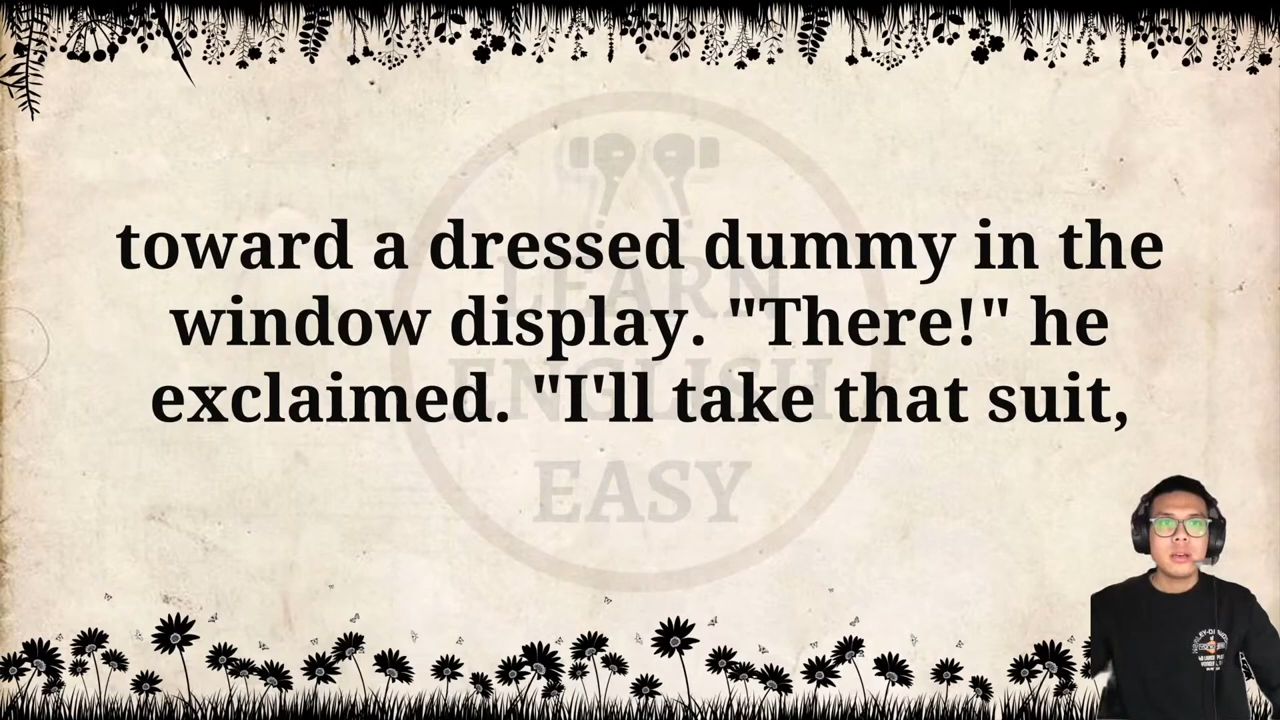 toward a dressed dummy in the
window display. "There!" he
exclaimed. "I'll take that suit,
LEARN
ENGLISH
EASY